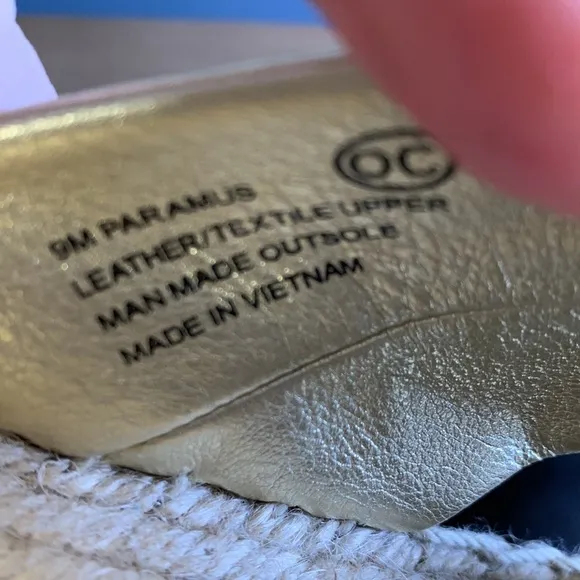 OC
9M PARAMUS
LEATHER/TEXTILE UPPER
MAN MADE OUTSOLE
MADE IN VIETNAM